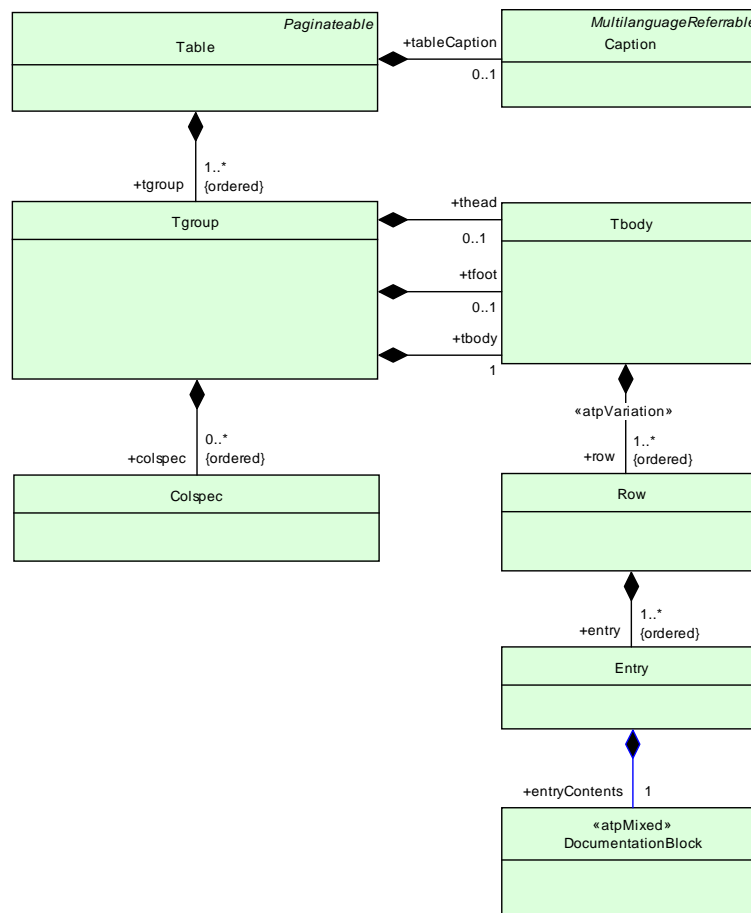 Paginateable
Table
+tableCaption
0..1
MultilanguageReferrable
Caption
1..*
+tgroup
{ordered}
Tgroup
+thead
0..1
+tfoot
0..1
+tbody
1
Tbody
«atpVariation»
0..*
+colspec
{ordered}
1..*
+row
{ordered}
Colspec
Row
1..*
+entry
{ordered}
Entry
+entryContents
1
«atpMixed»
DocumentationBlock